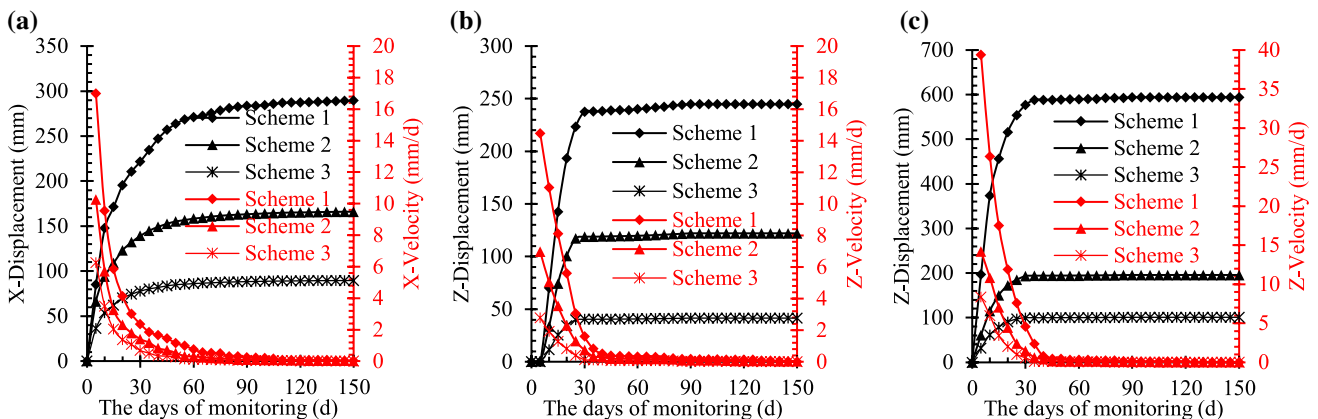 (a)
X-Displacement (mm)
350
300
250
200
150
100
50
0
0 30 60 90 120 150
Scheme 1
Scheme 2
Scheme 3
Scheme 1
Scheme 2
Scheme 3
20
18
16
14
12
10
8
6
4
2
0
X-Velocity (mm/d)
The days of monitoring (d)
(b)
Z-Displacement (mm)
300
250
200
150
100
50
0
0 30 60 90 120 150
Scheme 1
Scheme 2
Scheme 3
Scheme 1
Scheme 2
Scheme 3
20
18
16
14
12
10
8
6
4
2
0
Z-Velocity (mm/d)
The days of monitoring (d)
(c)
Z-Displacement (mm)
700
600
500
400
300
200
100
0
0 30 60 90 120 150
Scheme 1
Scheme 2
Scheme 3
Scheme 1
Scheme 2
Scheme 3
40
35
30
25
20
15
10
5
0
Z-Velocity (mm/d)
The days of monitoring (d)